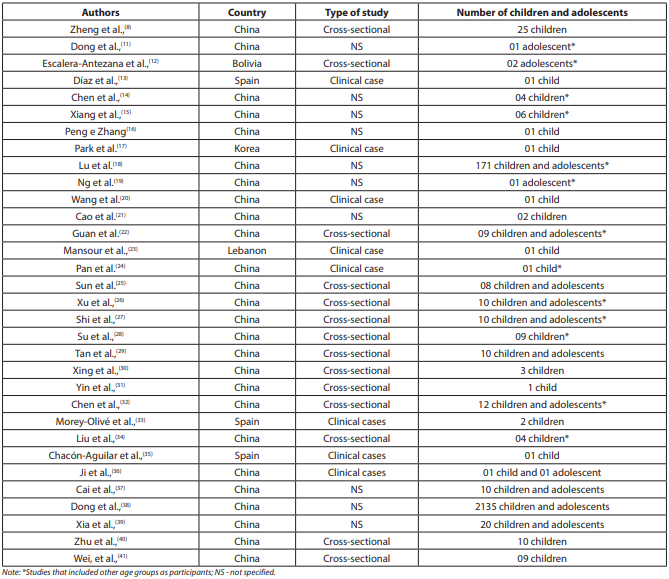 Authors Country Type of study Number of children and adolescents
Zheng et al.,(8) China Cross-sectional 25 children
Dong et al.,(11) China NS 01 adolescent*
Escalera-Antezana et al.,(12) Bolivia Cross-sectional 02 adolescents*
Díaz et al.,(13) Spain Clinical case 01 child
Chen et al.,(14) China NS 04 children*
Xiang et al.,(15) China NS 06 children*
Peng e Zhang(16) China NS 01 child
Park et al.(17) Korea Clinical case 01 child
Lu et al.(18) China NS 171 children and adolescents*
Ng et al.(19) China NS 01 adolescent*
Wang et al.(20) China Clinical case 01 child
Cao et al.(21) China NS 02 children
Guan et al.(22) China Cross-sectional 09 children and adolescents*
Mansour et al.,(23) Lebanon Clinical case 01 child
Pan et al.(24) China Clinical case 01 child*
Sun et al.(25) China Cross-sectional 08 children and adolescents
Xu et al.,(26) China Cross-sectional 10 children and adolescents*
Shi et al.,(27) China Cross-sectional 10 children and adolescents*
Su et al.,(28) China Cross-sectional 09 children*
Tan et al.,(29) China Cross-sectional 10 children and adolescents
Xing et al.,(30) China Cross-sectional 3 children
Yin et al.,(31) China Cross-sectional 1 child
Chen et al.,(32) China Cross-sectional 12 children and adolescents*
Morey-Olivé et al.,(33) Spain Clinical cases 2 children
Liu et al.,(34) China Cross-sectional 04 children*
Chacón-Aguilar et al.,(35) Spain Clinical cases 01 child
Ji et al.,(36) China Clinical cases 01 child and 01 adolescent
Cai et al.,(37) China NS 10 children and adolescents
Dong et al.,(38) China NS 2135 children and adolescents
Xia et al.,(39) China NS 20 children and adolescents
Zhu et al.,(40) China Cross-sectional 10 children
Wei, et al.,(41) China Cross-sectional 09 children
Note: *Studies that included other age groups as participants; NS - not specified.